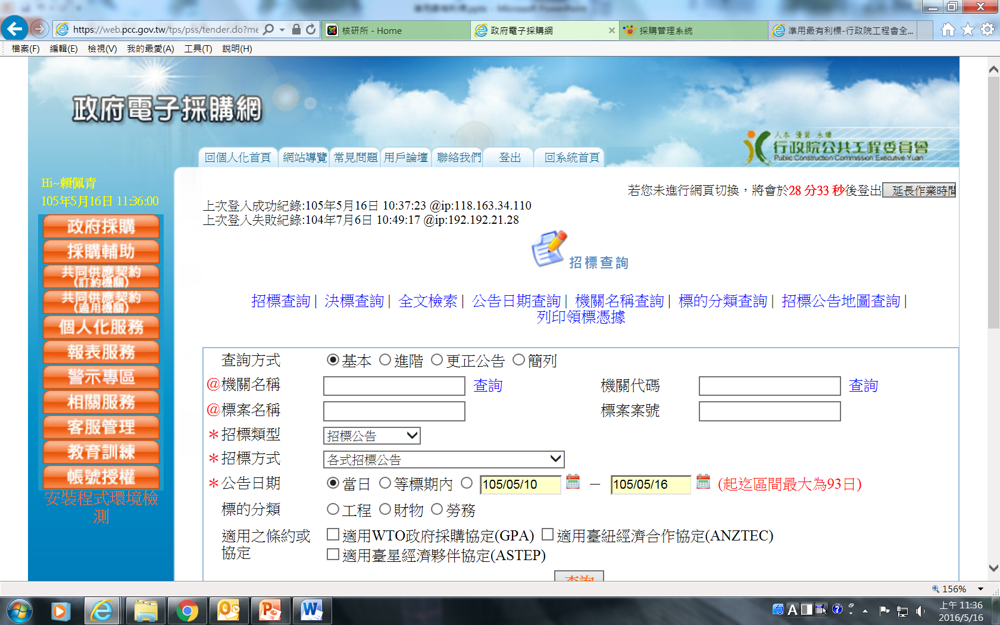 https://web.pcc.gov.tw/tps/pss/tender.do?me
核研所 - Home
政府電子採購網
採購管理系統
準用最有利標-行政院工程會全...
檔案(F) 編輯(E) 檢視(V) 我的最愛(A) 工具(T) 說明(H)
政府電子採購網
人本 優質 永續
行政院公共工程委員會
Public Construction Commission Executive Yuan
回個人化首頁 網站導覽 常見問題 用戶論壇 聯絡我們 登出 回系統首頁
Hi~賴佩青
105年5月16日 11:36:00
政府採購
採購輔助
共同供應契約
(訂約機關)
共同供應契約
(適用機關)
個人化服務
報表服務
警示專區
相關服務
客服管理
教育訓練
帳號授權
安裝程式環境檢
測
若您未進行網頁切換，將會於28 分33 秒後登出 延長作業時間
上次登入成功紀錄:105年5月16日 10:37:23 @ip:118.163.34.110
上次登入失敗紀錄:104年7月6日 10:49:17 @ip:192.192.21.28
招標查詢
招標查詢| 決標查詢| 全文檢索| 公告日期查詢| 機關名稱查詢| 標的分類查詢| 招標公告地圖查詢|
列印領標憑據
查詢方式 基本 進階 更正公告 簡列
@機關名稱 查詢 機關代碼 查詢
@標案名稱 標案案號
＊招標類型 招標公告
＊招標方式 各式招標公告
＊公告日期 當日 等標期內 105/05/10 － 105/05/16 (起迄區間最大為93日)
標的分類 工程 財物 勞務
適用之條約或 適用WTO政府採購協定(GPA) 適用臺紐經濟合作協定(ANZTEC)
協定 適用臺星經濟夥伴協定(ASTEP)
查詢
156%
上午 11:36
2016/5/16